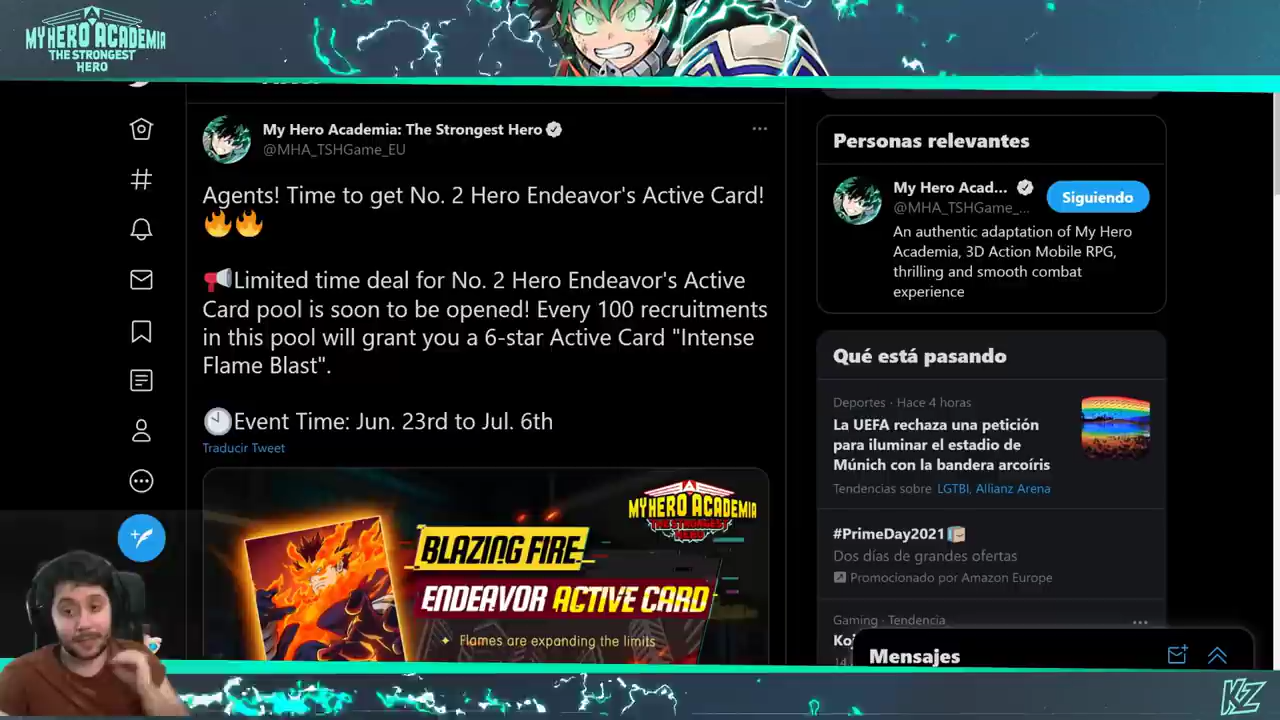 MY HERO ACADEMIA
THE STRONGEST
HERO
My Hero Academia: The Strongest Hero
@MHA_TSHGame_EU
Agents! Time to get No. 2 Hero Endeavor's Active Card!
🔥🔥
📢Limited time deal for No. 2 Hero Endeavor's Active
Card pool is soon to be opened! Every 100 recruitments
in this pool will grant you a 6-star Active Card "Intense
Flame Blast".
🕙Event Time: Jun. 23rd to Jul. 6th
Traducir Tweet
MY HERO ACADEMIA
THE STRONGEST
HERO
BLAZING FIRE
ENDEAVOR ACTIVE CARD
Flames are expanding the limits
Personas relevantes
My Hero Acad...
@MHA_TSHGame_...
Siguiendo
An authentic adaptation of My Hero
Academia, 3D Action Mobile RPG,
thrilling and smooth combat
experience
Qué está pasando
Deportes · Hace 4 horas
La UEFA rechaza una petición
para iluminar el estadio de
Múnich con la bandera arcoíris
Tendencias sobre LGTBI, Allianz Arena
#PrimeDay2021
Dos días de grandes ofertas
Promocionado por Amazon Europe
Gaming · Tendencia
Mensajes
KZ